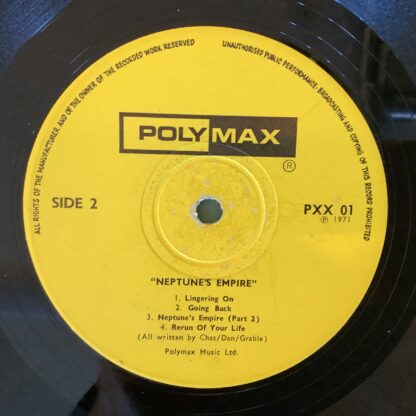 ALL RIGHTS OF THE MANUFACTURER AND OF THE OWNER OF THE RECORDED WORK RESERVED
UNAUTHORISED PUBLIC PERFORMANCE, BROADCASTING AND COPYING OF THIS RECORD PROHIBITED
POLYMAX
®
SIDE 2
PXX 01
℗ 1971
"NEPTUNE'S EMPIRE"
1. Lingering On
2. Going Back
3. Neptune's Empire (Part 2)
4. Rerun Of Your Life
(All written by Chas/Dan/Grable)
Polymax Music Ltd.